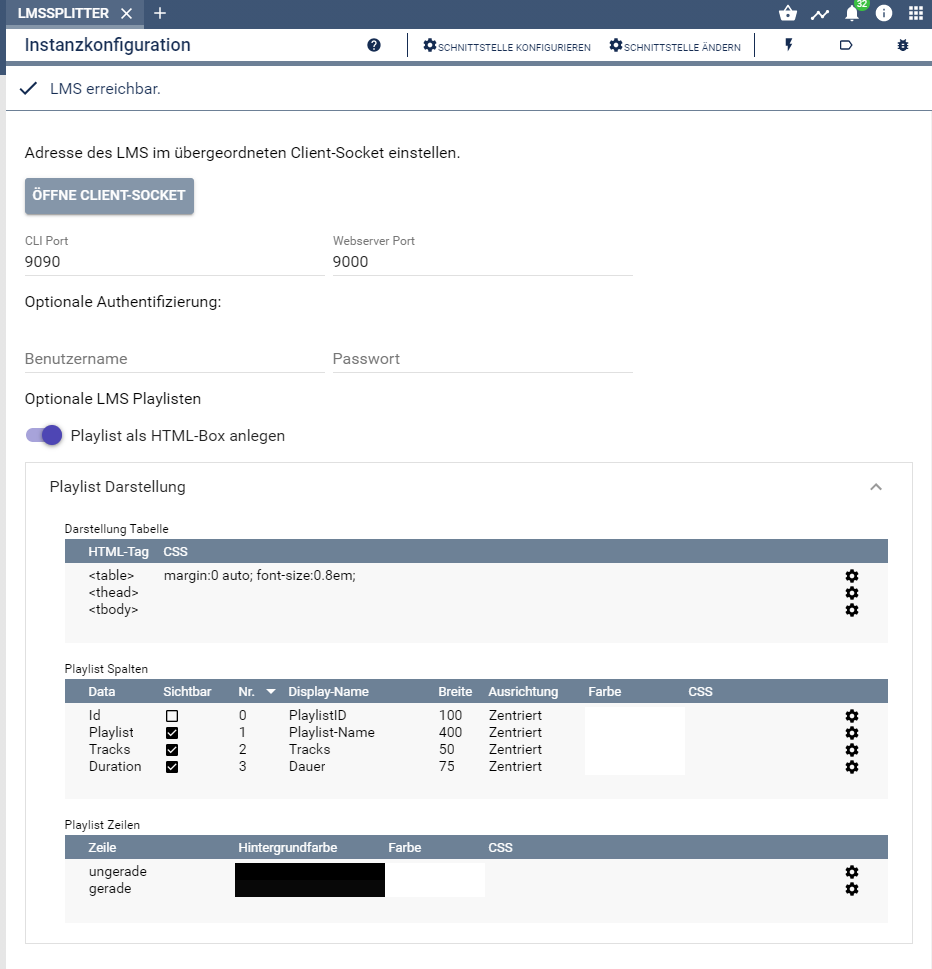 LMSSPLITTER
32
Instanzkonfiguration SCHNITTSTELLE KONFIGURIEREN SCHNITTSTELLE ÄNDERN
LMS erreichbar.
Adresse des LMS im übergeordneten Client-Socket einstellen.
ÖFFNE CLIENT-SOCKET
CLI Port Webserver Port
9090 9000
Optionale Authentifizierung:
Benutzername Passwort
Optionale LMS Playlisten
Playlist als HTML-Box anlegen
Playlist Darstellung
Darstellung Tabelle
HTML-Tag CSS
<table> margin:0 auto; font-size:0.8em;
<thead>
<tbody>
Playlist Spalten
Data Sichtbar Nr. Display-Name Breite Ausrichtung Farbe CSS
Id 0 PlaylistID 100 Zentriert
Playlist 1 Playlist-Name 400 Zentriert
Tracks 2 Tracks 50 Zentriert
Duration 3 Dauer 75 Zentriert
Playlist Zeilen
Zeile Hintergrundfarbe Farbe CSS
ungerade
gerade